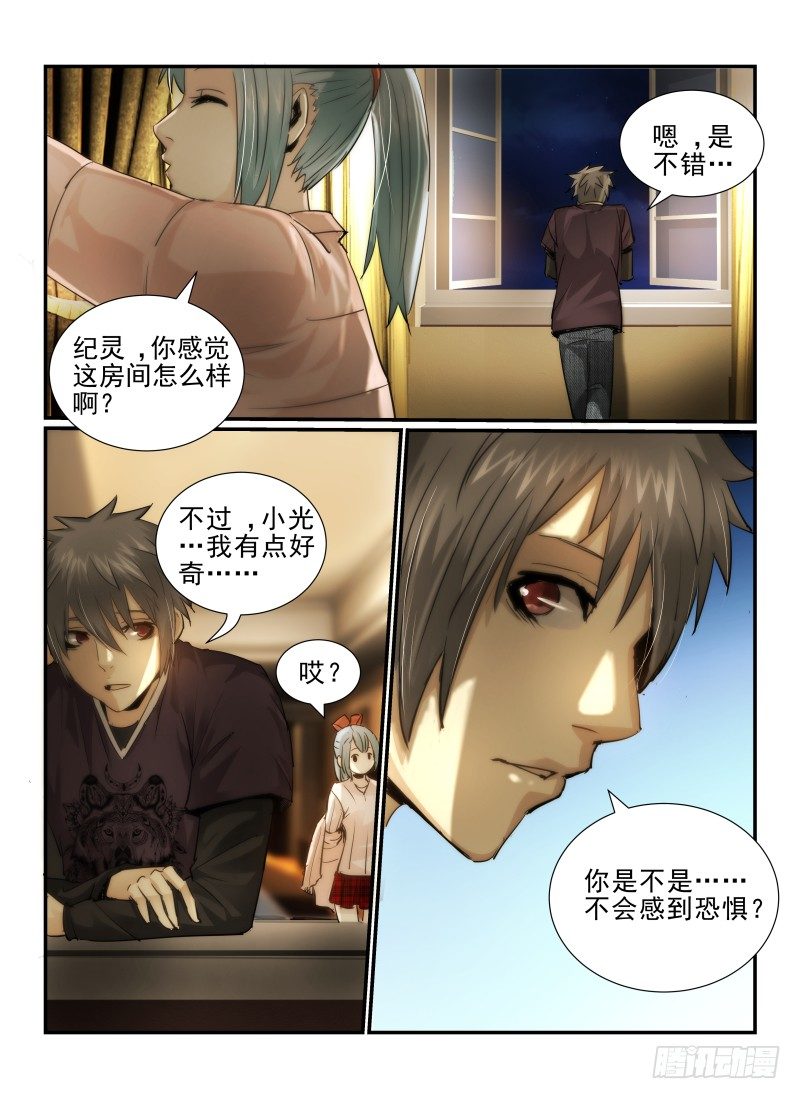 纪灵,你感觉
这房间怎么样
啊?
嗯,是
不错···
不过,小光
···我有点好
奇······
哎?
你是不是······
不会感到恐惧?
腾讯动漫